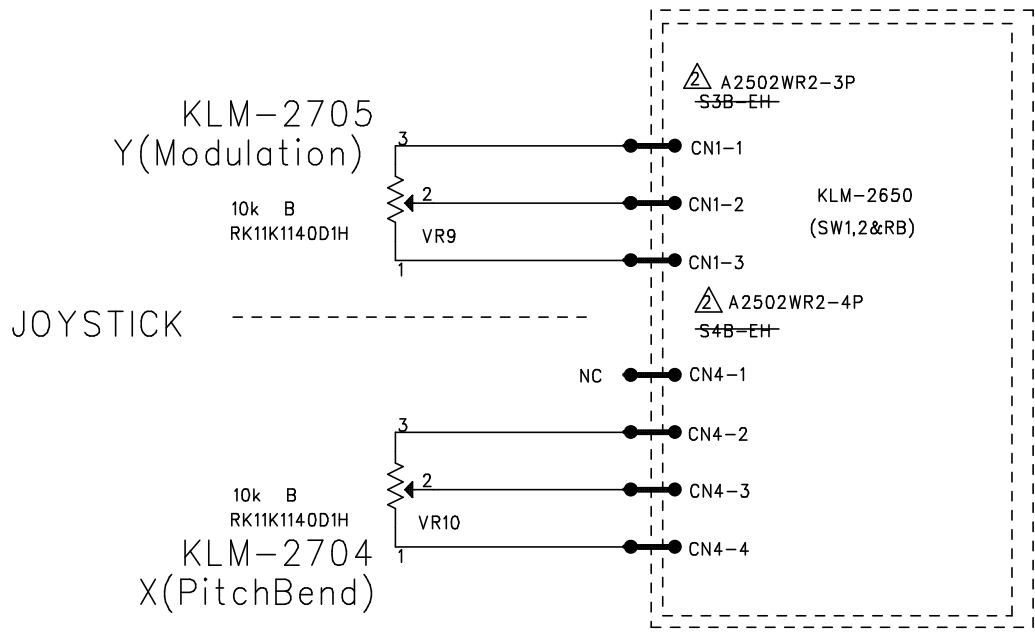 KLM-2705
Y(Modulation)
10k B
RK11K1140D1H
3
2
1
VR9
2 A2502WR2-3P
S3B-EH
CN1-1
CN1-2
CN1-3
KLM-2650
(SW1,2&RB)
JOYSTICK
2 A2502WR2-4P
S4B-EH
NC
CN4-1
CN4-2
CN4-3
CN4-4
3
2
1
VR10
10k B
RK11K1140D1H
KLM-2704
X(PitchBend)